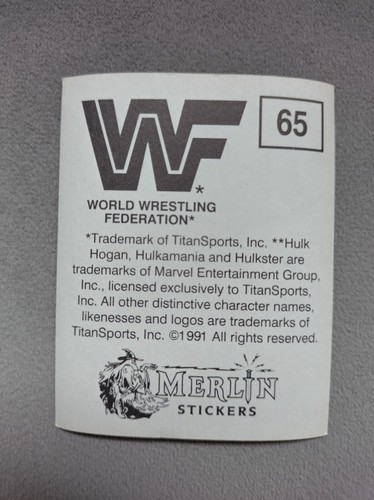 WF
65
WORLD WRESTLING
FEDERATION*
*Trademark of TitanSports, Inc. **Hulk
Hogan, Hulkamania and Hulkster are
trademarks of Marvel Entertainment Group,
Inc., licensed exclusively to TitanSports,
Inc. All other distinctive character names,
likenesses and logos are trademarks of
TitanSports, Inc. ©1991 All rights reserved.
MERLIN
STICKERS